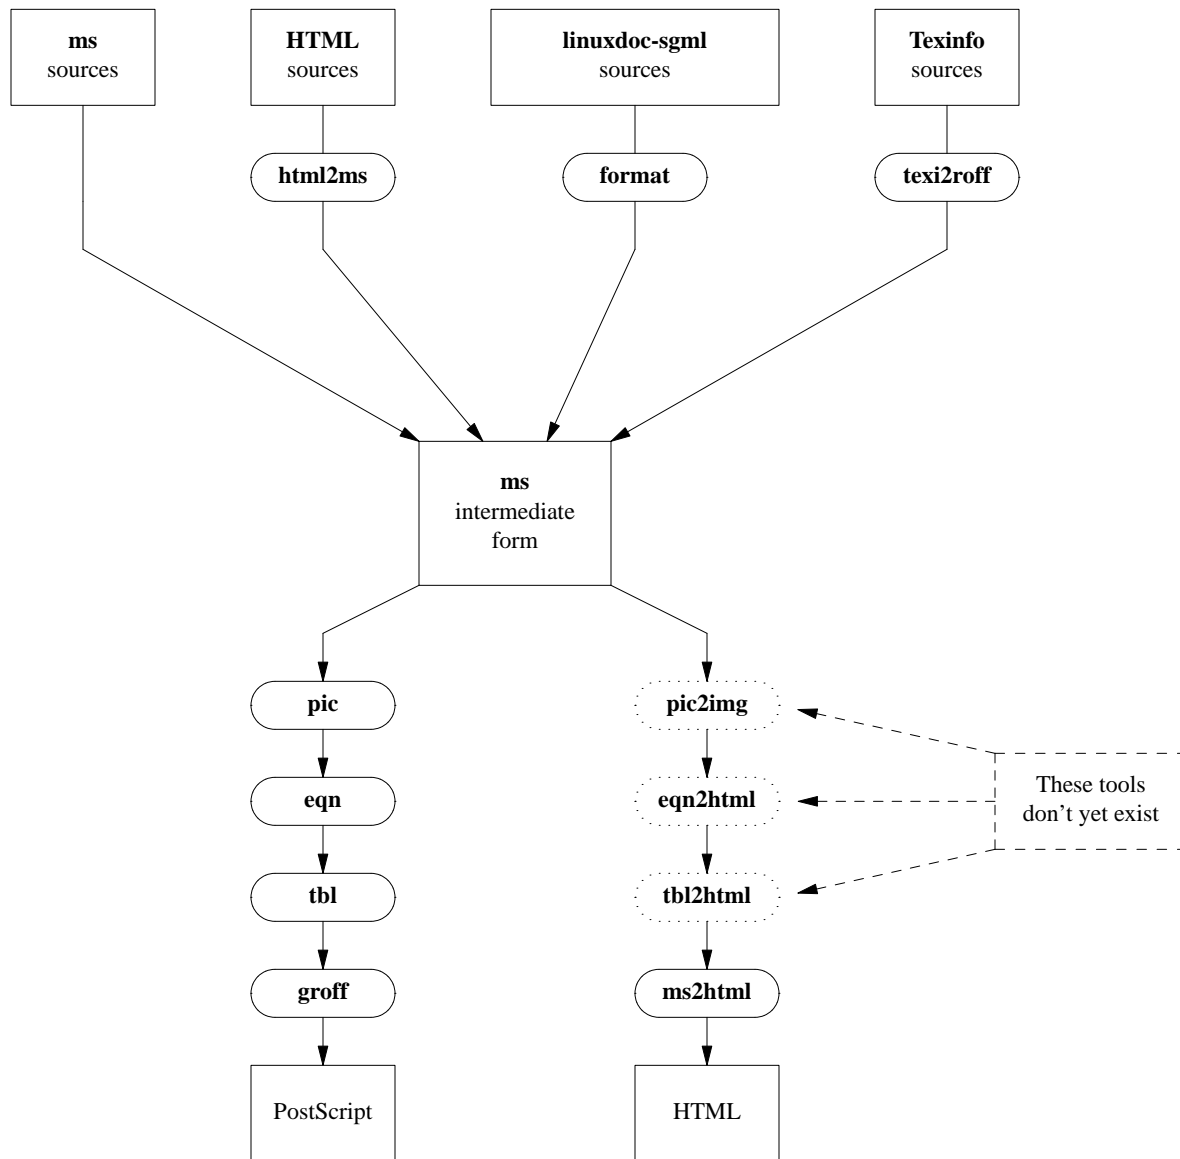 ms
sources
HTML
sources
linuxdoc-sgml
sources
Texinfo
sources
html2ms
format
texi2roff
ms
intermediate
form
pic
pic2img
eqn
eqn2html
These tools
don’t yet exist
tbl
tbl2html
groff
ms2html
PostScript
HTML